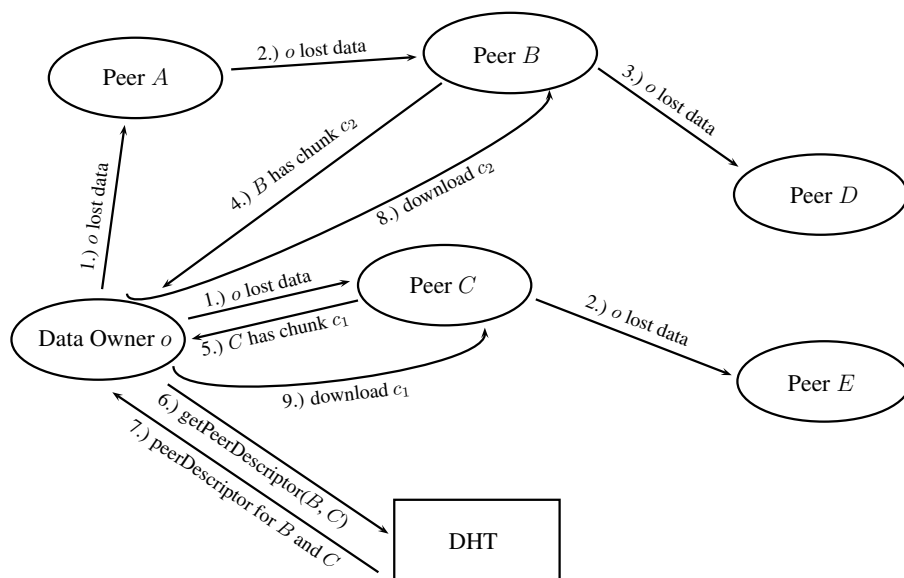 2.) o lost data
Peer B
Peer A
3.) o lost data
4.) B has chunk c₂
1.) o lost data
8.) download c₂
Peer D
1.) o lost data
Peer C
Data Owner o
5.) C has chunk c₁
2.) o lost data
9.) download c₁
Peer E
6.) getPeerDescriptor(B, C)
7.) peerDescriptor for B and C
DHT